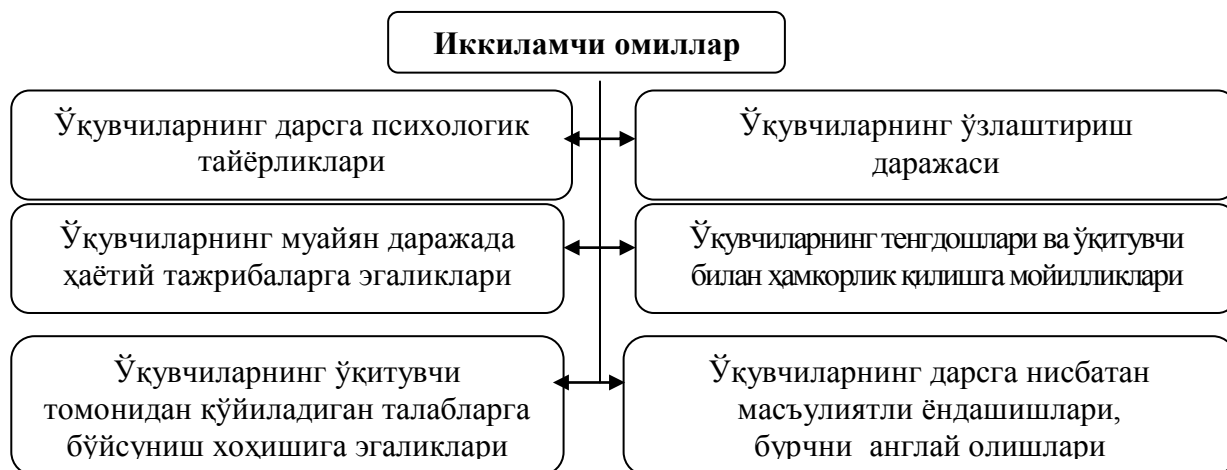 Иккиламчи омиллар
Ўқувчиларнинг дарсга психологик
тайёрликлари
Ўқувчиларнинг ўзлаштириш
даражаси
Ўқувчиларнинг муайян даражада
ҳаётий тажрибаларга эгаликлари
Ўқувчиларнинг тенгдошлари ва ўқитувчи
билан ҳамкорлик қилишга мойилликлари
Ўқувчиларнинг ўқитувчи
томонидан қўйиладиган талабларга
бўйсуниш хоҳишига эгаликлари
Ўқувчиларнинг дарсга нисбатан
масъулиятли ёндашишлари,
бурчни англай олишлари